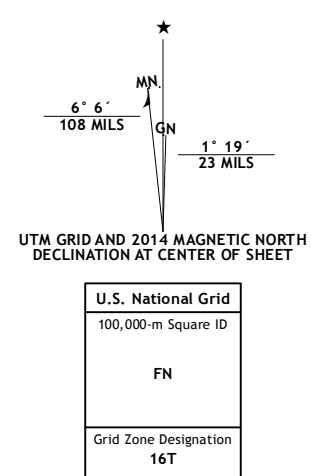 ★
MN.
6° 6´
108 MILS
GN
1° 19´
23 MILS
UTM GRID AND 2014 MAGNETIC NORTH
DECLINATION AT CENTER OF SHEET
U.S. National Grid
100,000-m Square ID
FN
Grid Zone Designation
16T